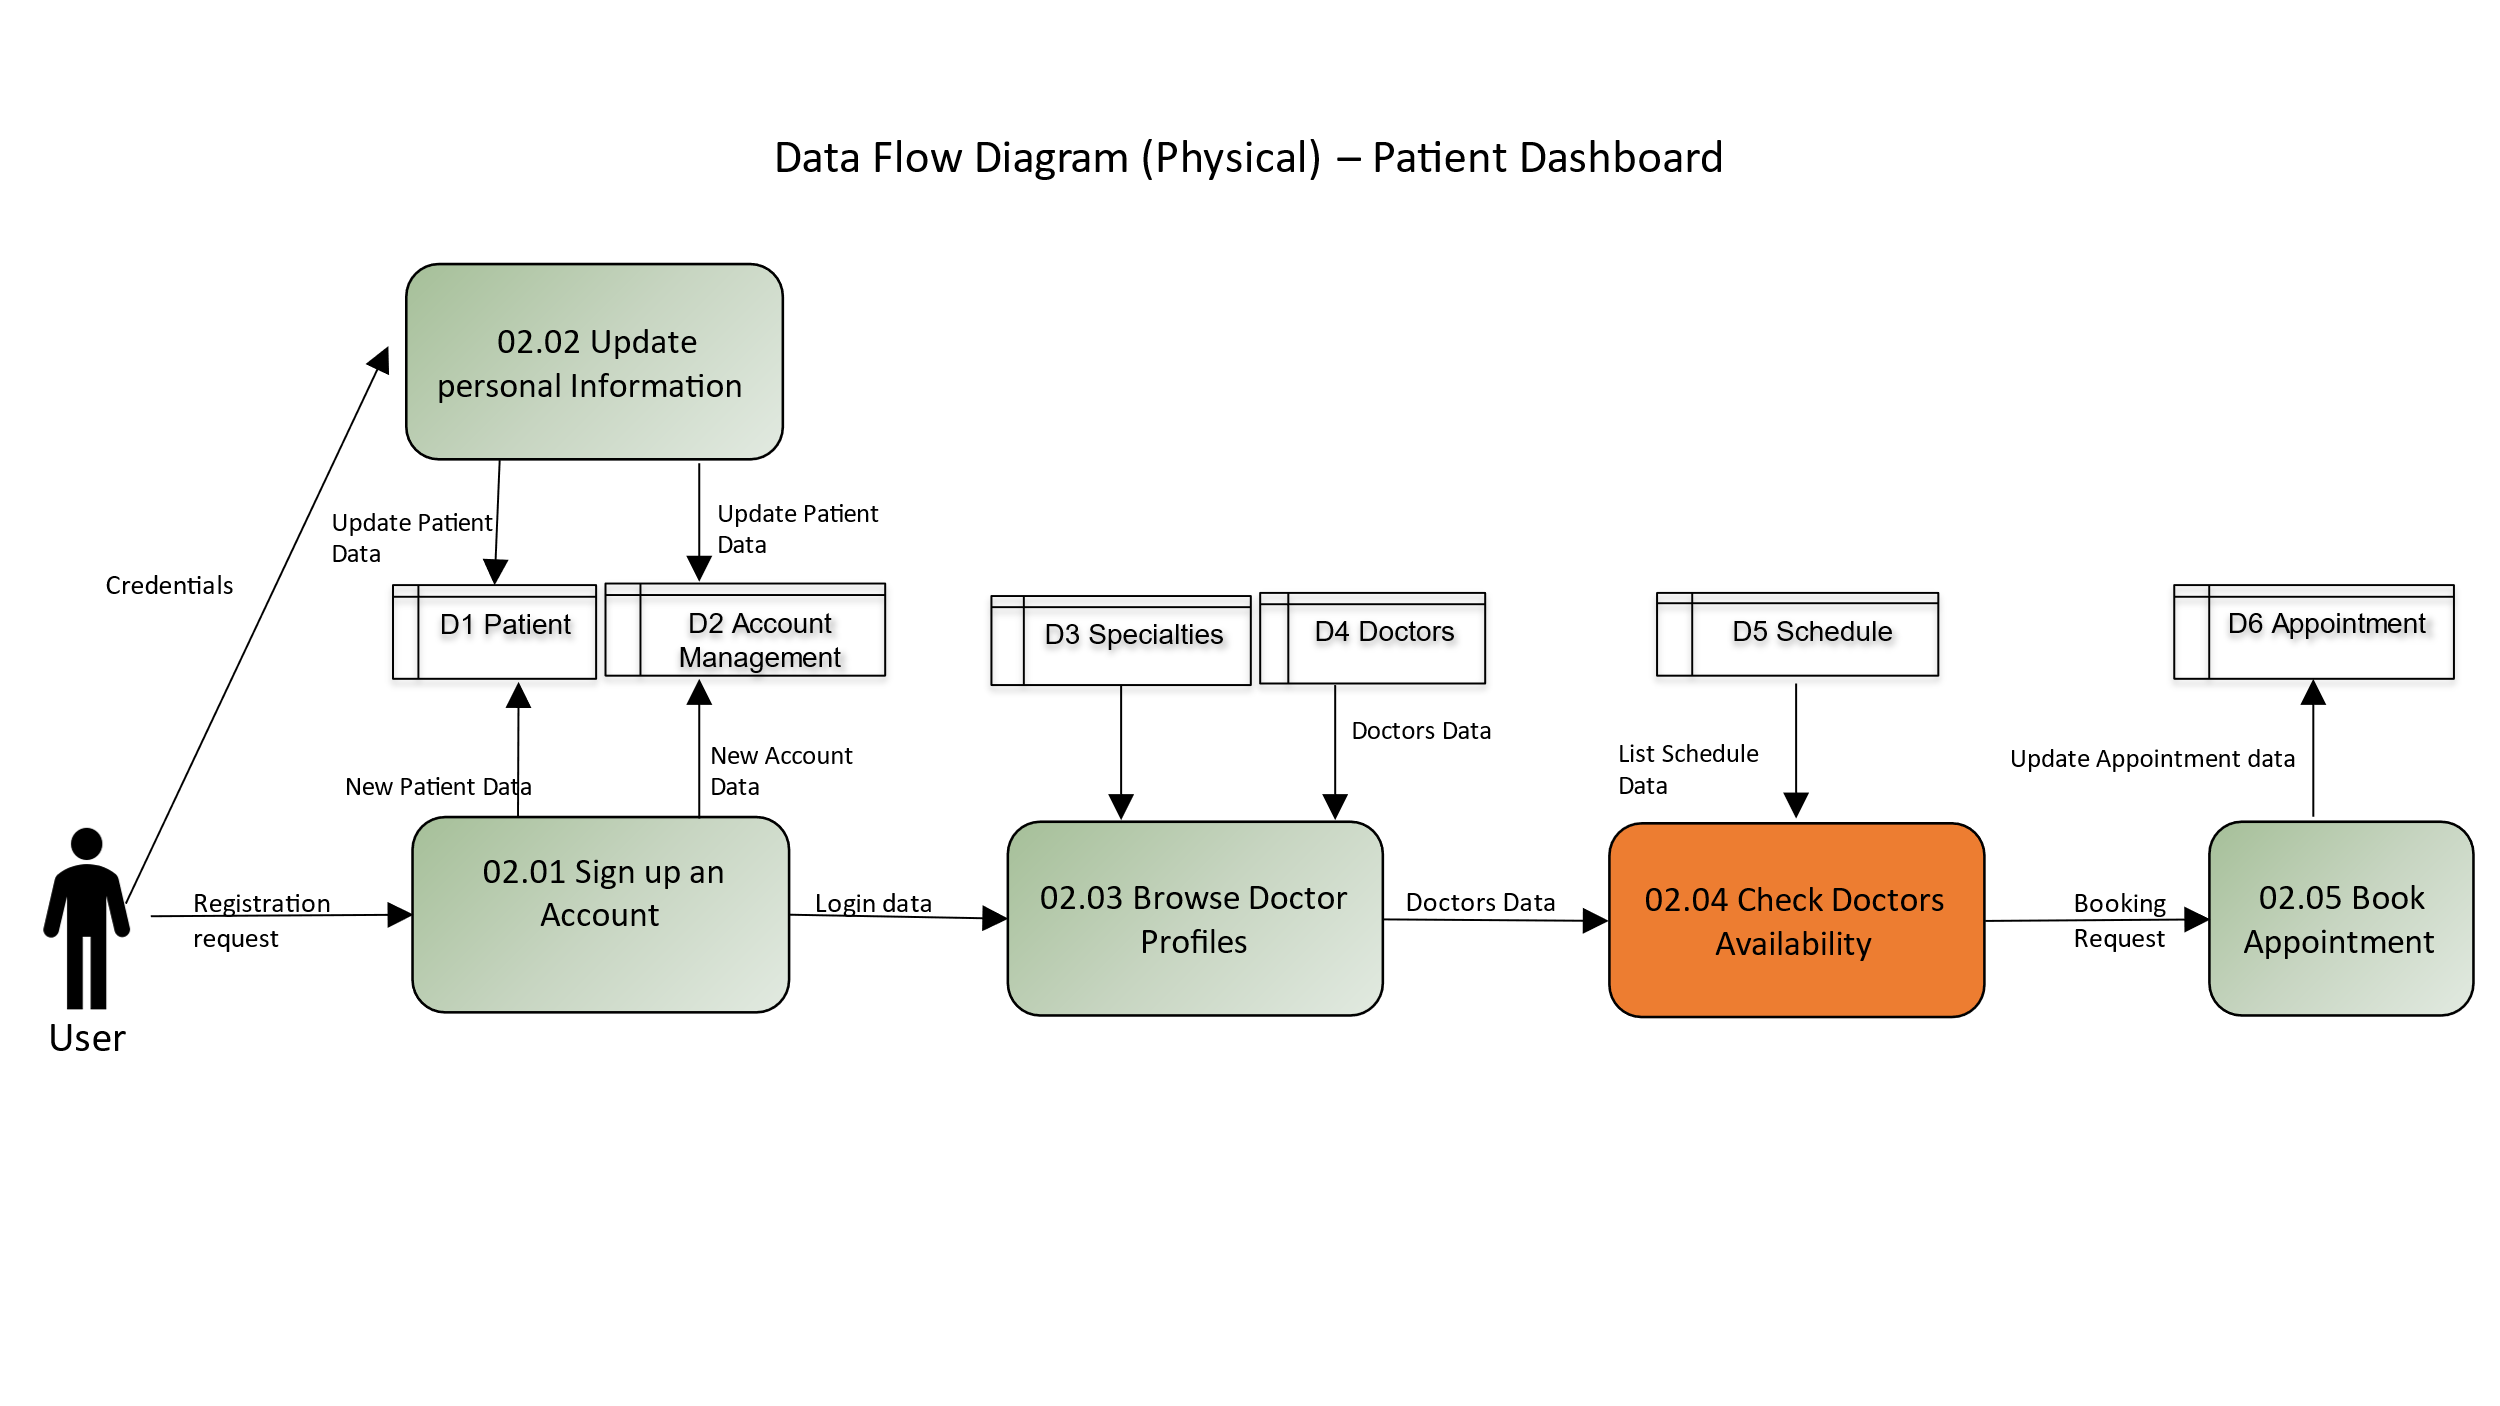 Data Flow Diagram (Physical) – Patient Dashboard
02.02 Update
personal Information
Update Patient
Data
Update Patient
Data
Credentials
D1 Patient
D2 Account
Management
D3 Specialties
D4 Doctors
D5 Schedule
D6 Appointment
New Patient Data
New Account
Data
Doctors Data
List Schedule
Data
Update Appointment data
User
Registration
request
02.01 Sign up an
Account
Login data
02.03 Browse Doctor
Profiles
Doctors Data
02.04 Check Doctors
Availability
Booking
Request
02.05 Book
Appointment